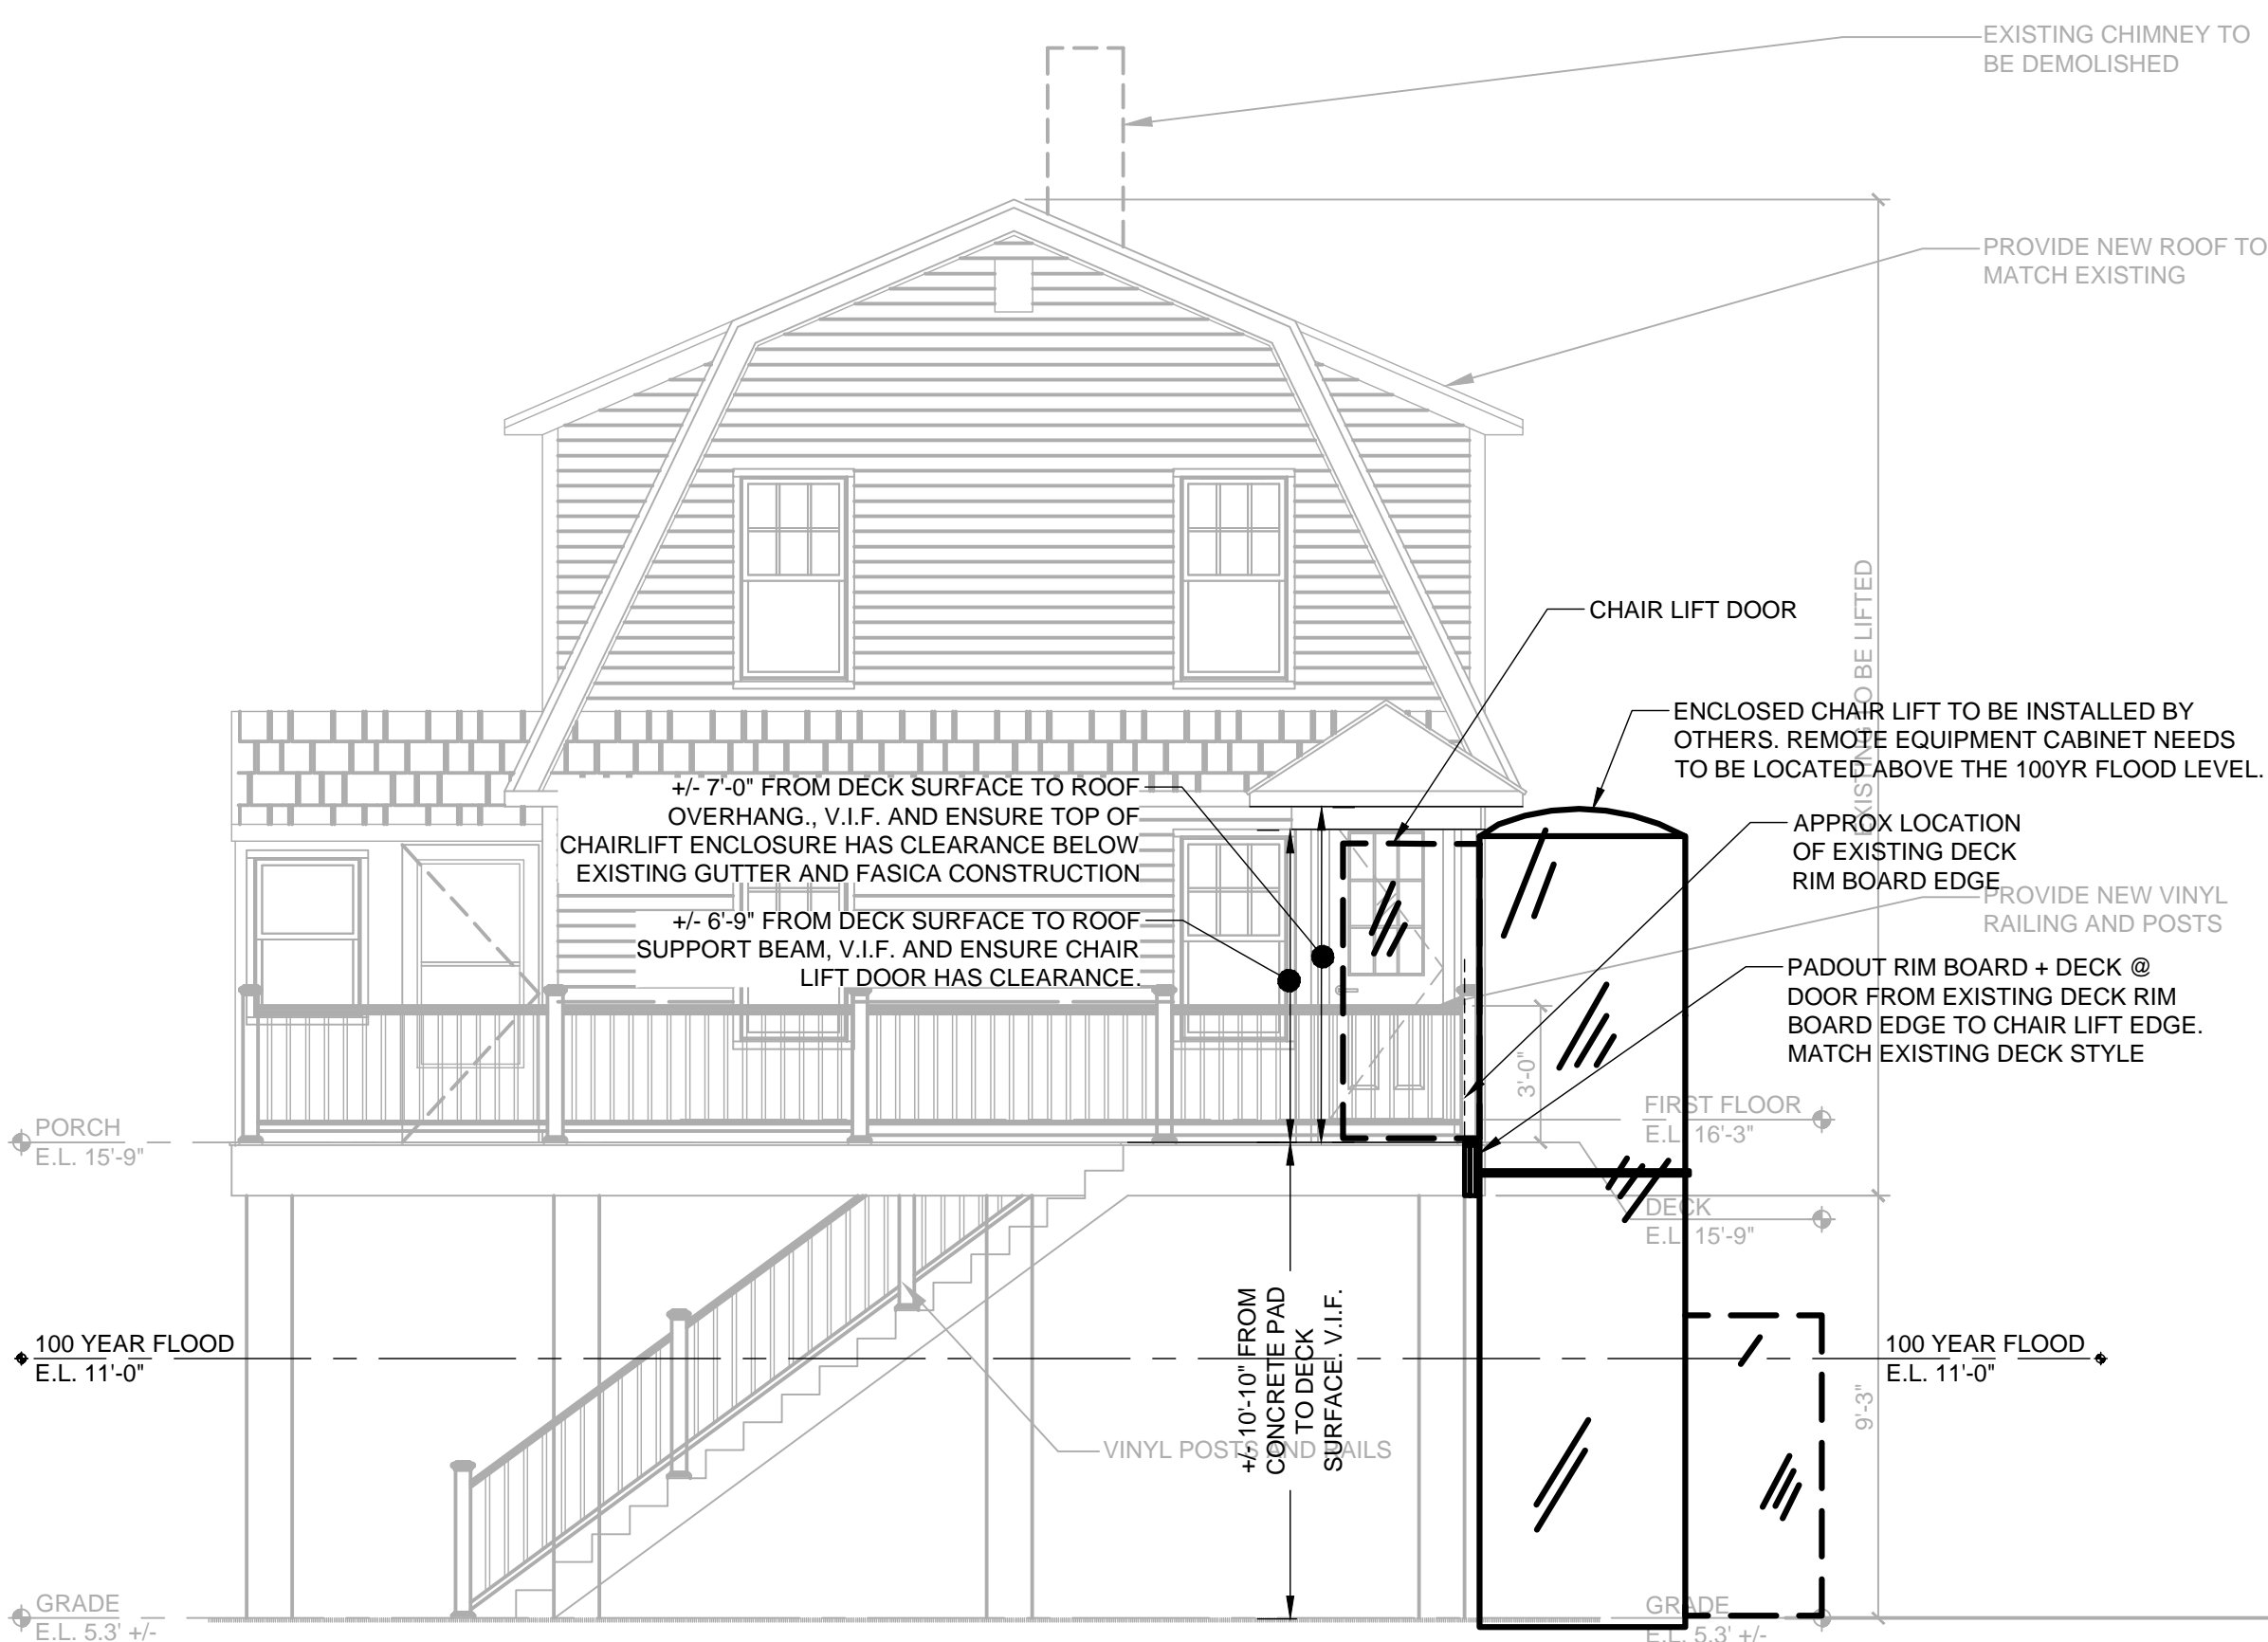 EXISTING CHIMNEY TO
BE DEMOLISHED
PROVIDE NEW ROOF TO
MATCH EXISTING
EXISTING TO BE LIFTED
CHAIR LIFT DOOR
ENCLOSED CHAIR LIFT TO BE INSTALLED BY
OTHERS. REMOTE EQUIPMENT CABINET NEEDS
TO BE LOCATED ABOVE THE 100YR FLOOD LEVEL.
+/- 7'-0" FROM DECK SURFACE TO ROOF
OVERHANG., V.I.F. AND ENSURE TOP OF
CHAIRLIFT ENCLOSURE HAS CLEARANCE BELOW
EXISTING GUTTER AND FASICA CONSTRUCTION
APPROX LOCATION
OF EXISTING DECK
RIM BOARD EDGE
PROVIDE NEW VINYL
RAILING AND POSTS
+/- 6'-9" FROM DECK SURFACE TO ROOF
SUPPORT BEAM, V.I.F. AND ENSURE CHAIR
LIFT DOOR HAS CLEARANCE.
PADOUT RIM BOARD + DECK @
DOOR FROM EXISTING DECK RIM
BOARD EDGE TO CHAIR LIFT EDGE.
MATCH EXISTING DECK STYLE
3'-0"
PORCH
E.L. 15'-9"
FIRST FLOOR
E.L. 16'-3"
DECK
E.L. 15'-9"
+/- 10'-10" FROM
CONCRETE PAD
TO DECK
SURFACE. V.I.F.
100 YEAR FLOOD
E.L. 11'-0"
100 YEAR FLOOD
E.L. 11'-0"
9'-3"
VINYL POSTS AND RAILS
GRADE
E.L. 5.3' +/-
GRADE
E.L. 5.3' +/-